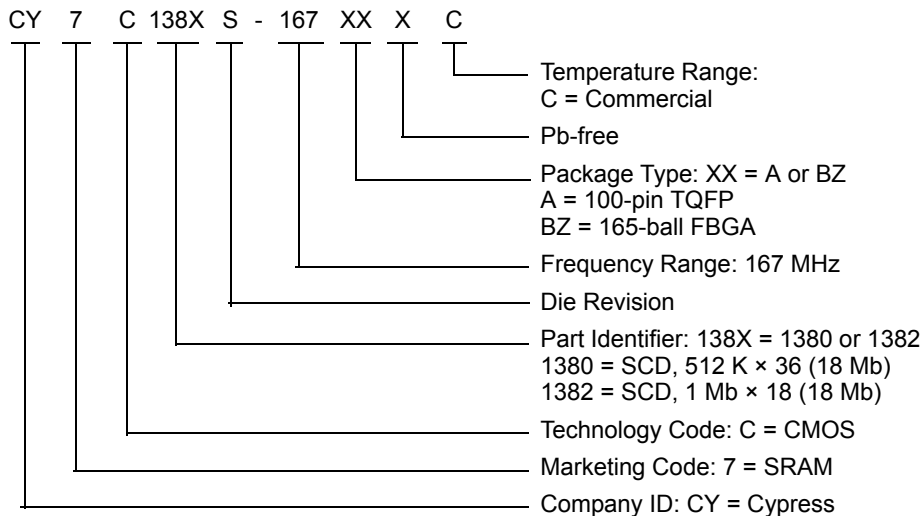 CY 7 C 138X S - 167 XX X C
Temperature Range:
C = Commercial
Pb-free
Package Type: XX = A or BZ
A = 100-pin TQFP
BZ = 165-ball FBGA
Frequency Range: 167 MHz
Die Revision
Part Identifier: 138X = 1380 or 1382
1380 = SCD, 512 K × 36 (18 Mb)
1382 = SCD, 1 Mb × 18 (18 Mb)
Technology Code: C = CMOS
Marketing Code: 7 = SRAM
Company ID: CY = Cypress